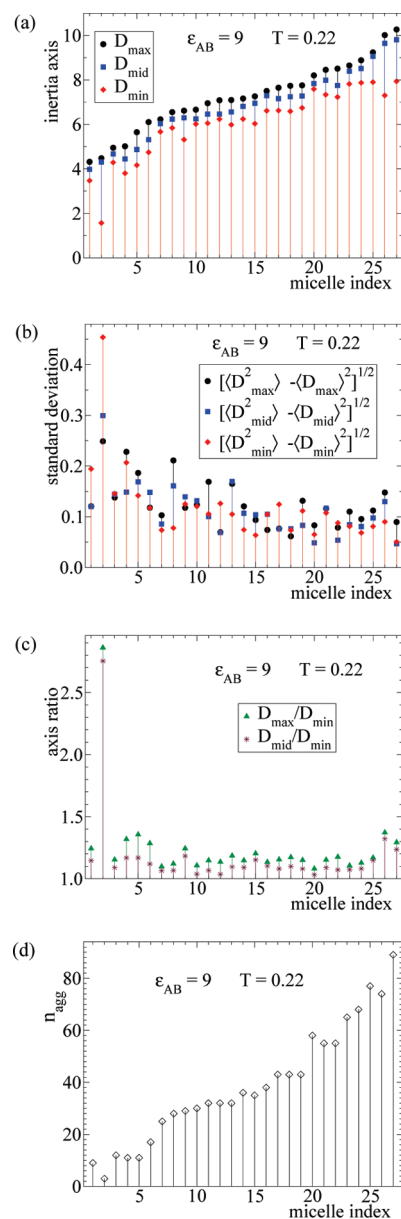 (a)
ε_AB = 9 T = 0.22
D_max
D_mid
D_min
inertia axis
12
10
8
6
4
2
0
5 10 15 20 25
micelle index
(b)
ε_AB = 9 T = 0.22
[⟨D²_max⟩ -⟨D_max⟩²]^1/2
[⟨D²_mid⟩ -⟨D_mid⟩²]^1/2
[⟨D²_min⟩ -⟨D_min⟩²]^1/2
standard deviation
0.5
0.4
0.3
0.2
0.1
0.0
5 10 15 20 25
micelle index
(c)
ε_AB = 9 T = 0.22
D_max/D_min
D_mid/D_min
axis ratio
2.5
2.0
1.5
1.0
5 10 15 20 25
micelle index
(d)
ε_AB = 9 T = 0.22
n_agg
80
60
40
20
0
5 10 15 20 25
micelle index